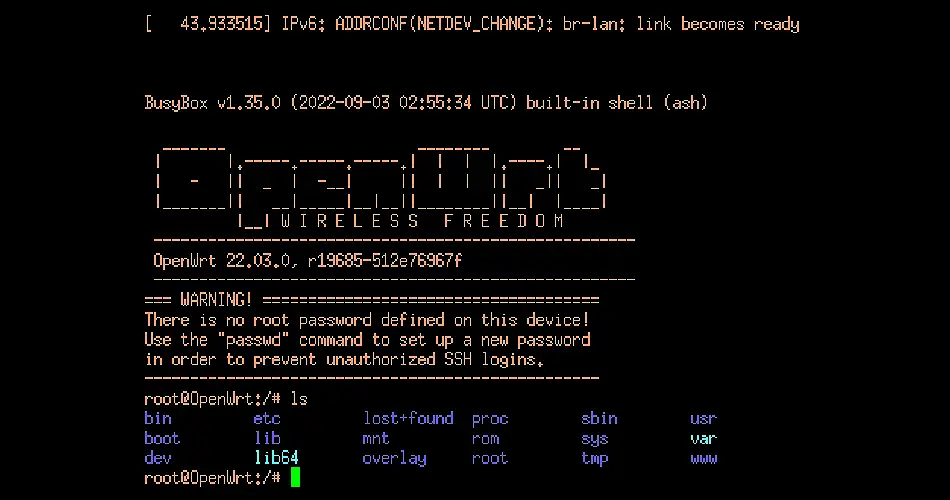 [   43.933515] IPv6: ADDRCONF(NETDEV_CHANGE): br-lan: link becomes ready
BusyBox v1.35.0 (2022-09-03 02:55:34 UTC) built-in shell (ash)
OpenWrt
W I R E L E S S   F R E E D O M
-----------------------------------------------------
OpenWrt 22.03.0, r19685-512e76967f
-----------------------------------------------------
=== WARNING! =====================================
There is no root password defined on this device!
Use the "passwd" command to set up a new password
in order to prevent unauthorized SSH logins.
--------------------------------------------------
root@OpenWrt:/# ls
bin         etc         lost+found  proc        sbin        usr
boot        lib         mnt         rom         sys         var
dev         lib64       overlay     root        tmp         www
root@OpenWrt:/#